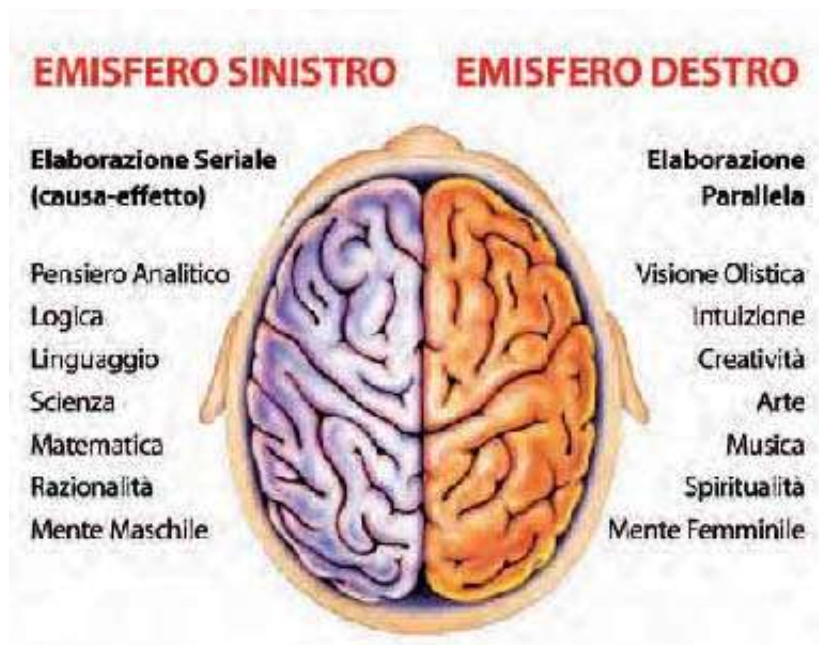 EMISFERO SINISTRO
EMISFERO DESTRO
Elaborazione Seriale
(causa-effetto)
Pensiero Analitico
Logica
Linguaggio
Scienza
Matematica
Razionalità
Mente Maschile
Elaborazione
Parallela
Visione Olistica
Intuizione
Creatività
Arte
Musica
Spiritualità
Mente Femminile